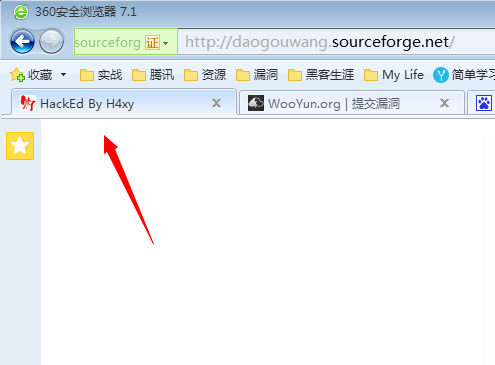 360安全浏览器 7.1
sourceforg 证 http://daogouwang.sourceforge.net/
收藏 实战 腾讯 资源 漏洞 黑客生涯 My Life 简单学习
HackEd By H4xy WooYun.org | 提交漏洞